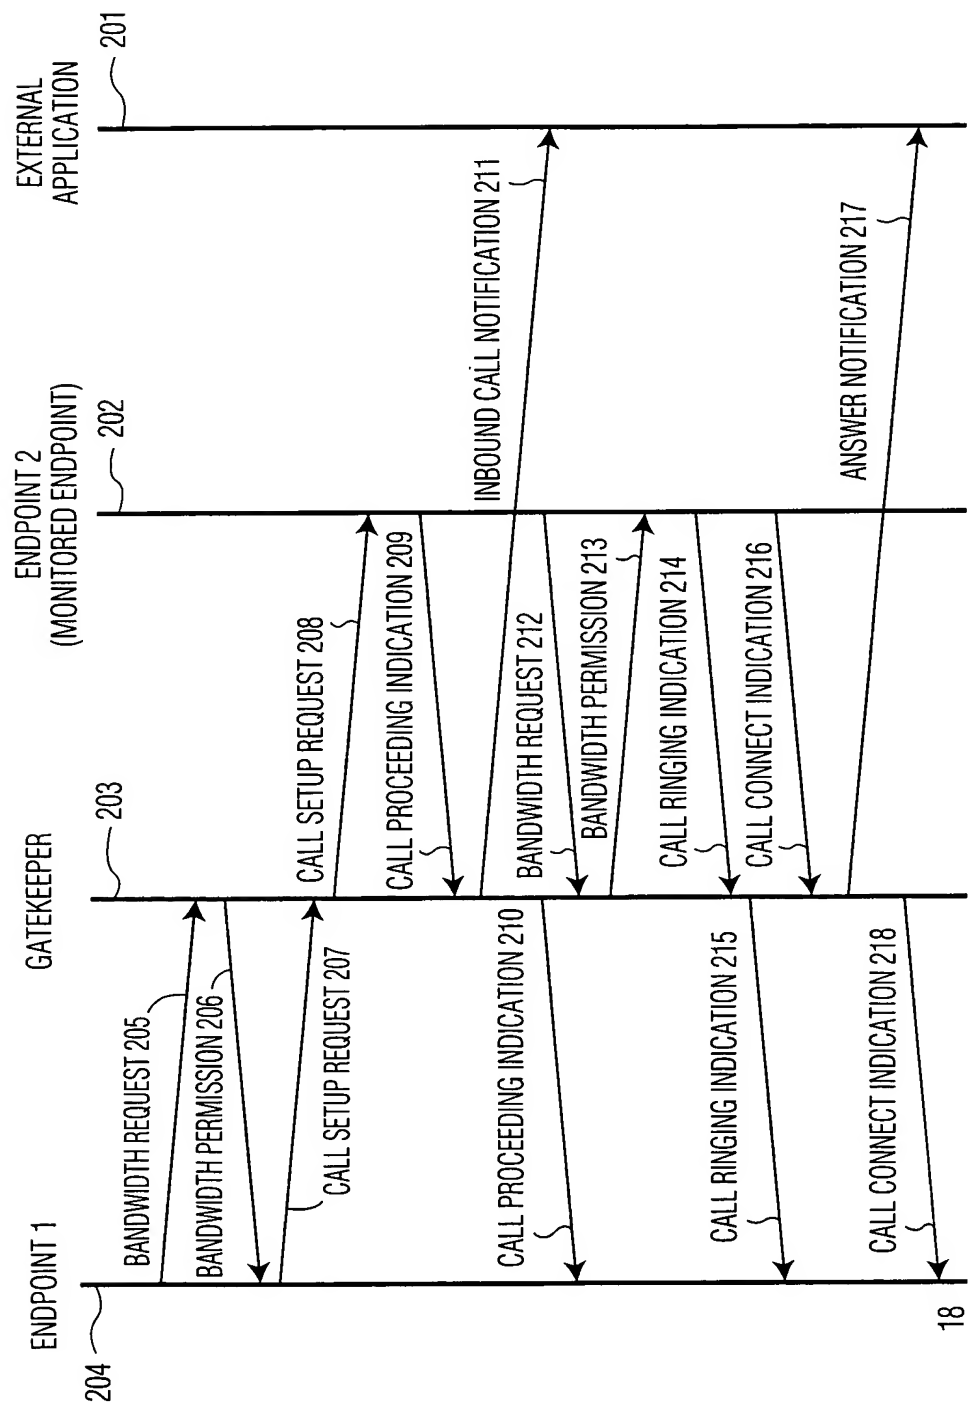 ENDPOINT 1
GATEKEEPER
ENDPOINT 2
(MONITORED ENDPOINT)
EXTERNAL
APPLICATION
204
203
202
201
BANDWIDTH REQUEST 205
BANDWIDTH PERMISSION 206
CALL SETUP REQUEST 207
CALL SETUP REQUEST 208
CALL PROCEEDING INDICATION 209
CALL PROCEEDING INDICATION 210
INBOUND CALL NOTIFICATION 211
BANDWIDTH REQUEST 212
BANDWIDTH PERMISSION 213
CALL RINGING INDICATION 214
CALL RINGING INDICATION 215
CALL CONNECT INDICATION 216
ANSWER NOTIFICATION 217
CALL CONNECT INDICATION 218
18